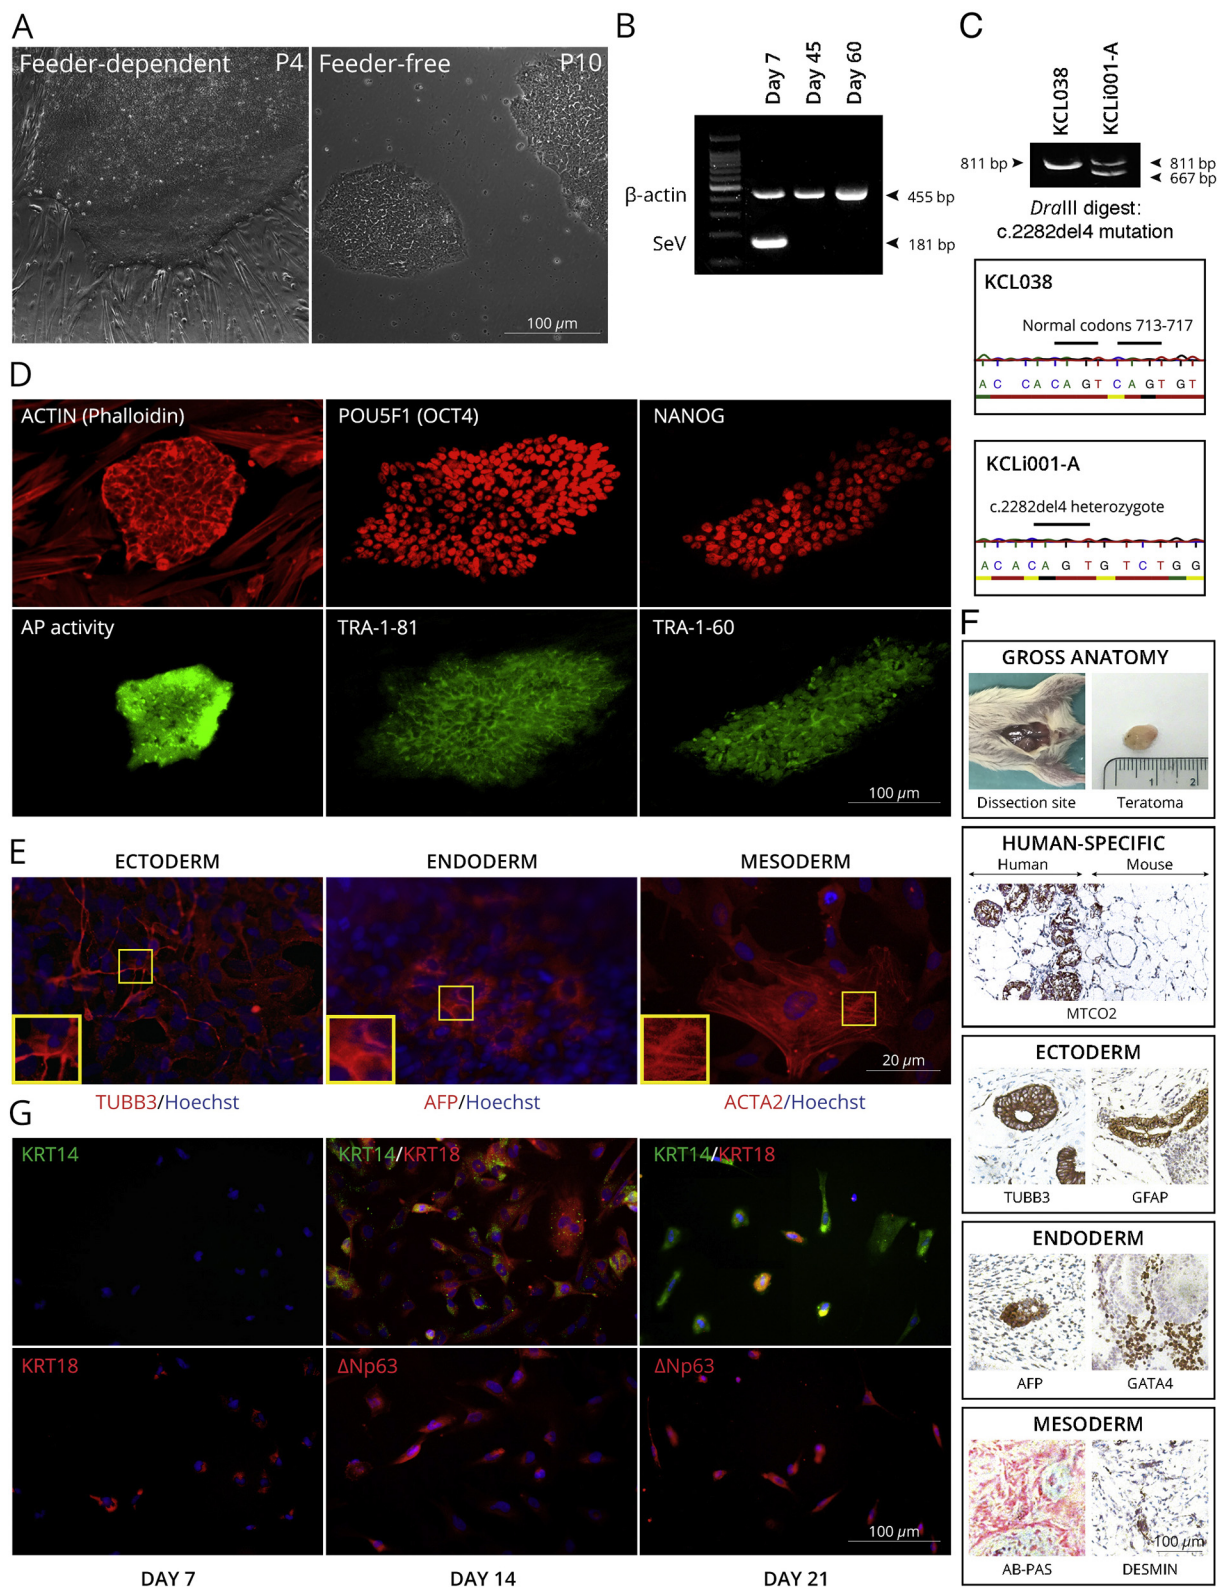 A
Feeder-dependent P4
Feeder-free P10
100 µm
B
Day 7
Day 45
Day 60
β-actin
455 bp
SeV
181 bp
C
KCL038
KCLi001-A
811 bp
811 bp
667 bp
DraIII digest:
c.2282del4 mutation
KCL038
Normal codons 713-717
A C C A C A G T C A G T G T
KCLi001-A
c.2282del4 heterozygote
A C A C A G T G T C T G G
D
ACTIN (Phalloidin)
POU5F1 (OCT4)
NANOG
AP activity
TRA-1-81
TRA-1-60
100 µm
E
ECTODERM
ENDODERM
MESODERM
20 µm
TUBB3/Hoechst
AFP/Hoechst
ACTA2/Hoechst
F
GROSS ANATOMY
1 2
Dissection site
Teratoma
HUMAN-SPECIFIC
Human
Mouse
MTCO2
ECTODERM
TUBB3
GFAP
ENDODERM
AFP
GATA4
MESODERM
100 µm
AB-PAS
DESMIN
G
KRT14
KRT14/KRT18
KRT14/KRT18
KRT18
ΔNp63
ΔNp63
100 µm
DAY 7
DAY 14
DAY 21